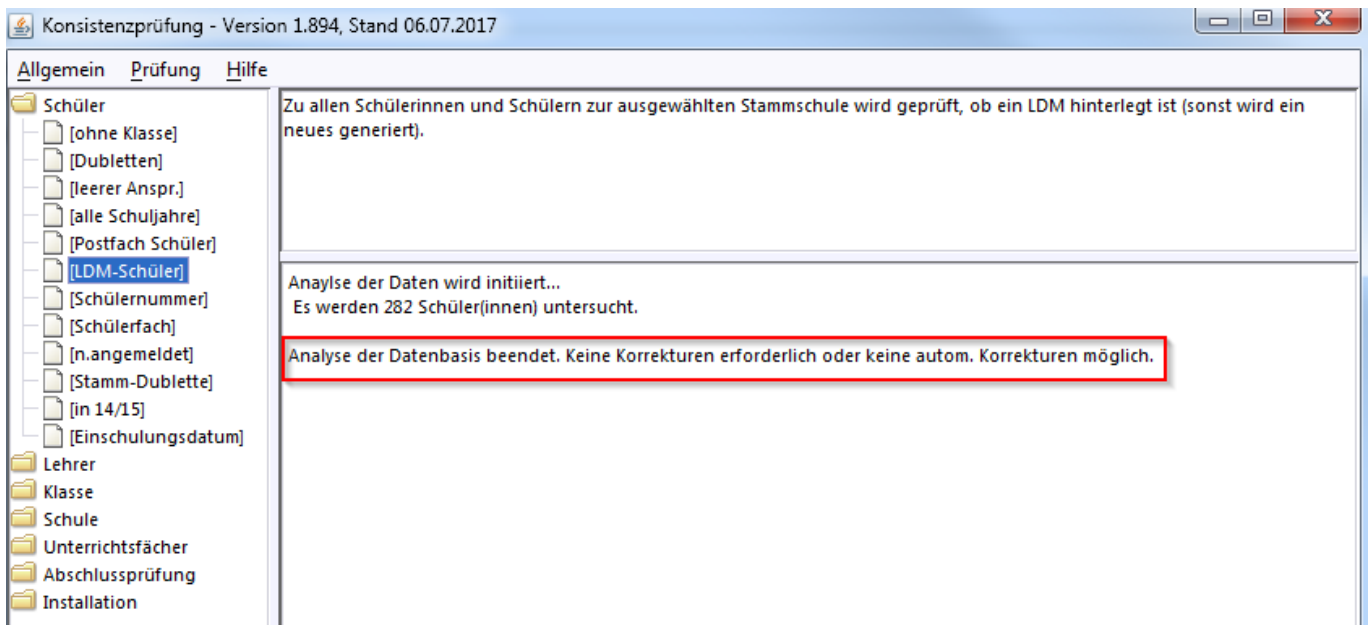 Konsistenzprüfung - Version 1.894, Stand 06.07.2017
Allgemein Prüfung Hilfe
Schüler
[ohne Klasse]
[Dubletten]
[leerer Anspr.]
[alle Schuljahre]
[Postfach Schüler]
[LDM-Schüler]
[Schülernummer]
[Schülerfach]
[n.angemeldet]
[Stamm-Dublette]
[in 14/15]
[Einschulungsdatum]
Lehrer
Klasse
Schule
Unterrichtsfächer
Abschlussprüfung
Installation
Zu allen Schülerinnen und Schülern zur ausgewählten Stammschule wird geprüft, ob ein LDM hinterlegt ist (sonst wird ein
neues generiert).
Anaylse der Daten wird initiiert...
Es werden 282 Schüler(innen) untersucht.
Analyse der Datenbasis beendet. Keine Korrekturen erforderlich oder keine autom. Korrekturen möglich.